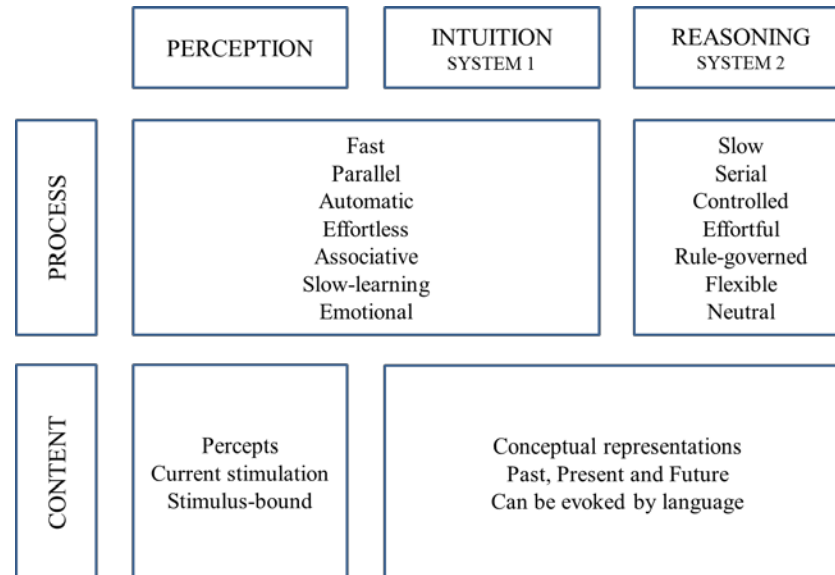 PERCEPTION
INTUITION
SYSTEM 1
REASONING
SYSTEM 2
PROCESS
Fast
Parallel
Automatic
Effortless
Associative
Slow-learning
Emotional
Slow
Serial
Controlled
Effortful
Rule-governed
Flexible
Neutral
CONTENT
Percepts
Current stimulation
Stimulus-bound
Conceptual representations
Past, Present and Future
Can be evoked by language